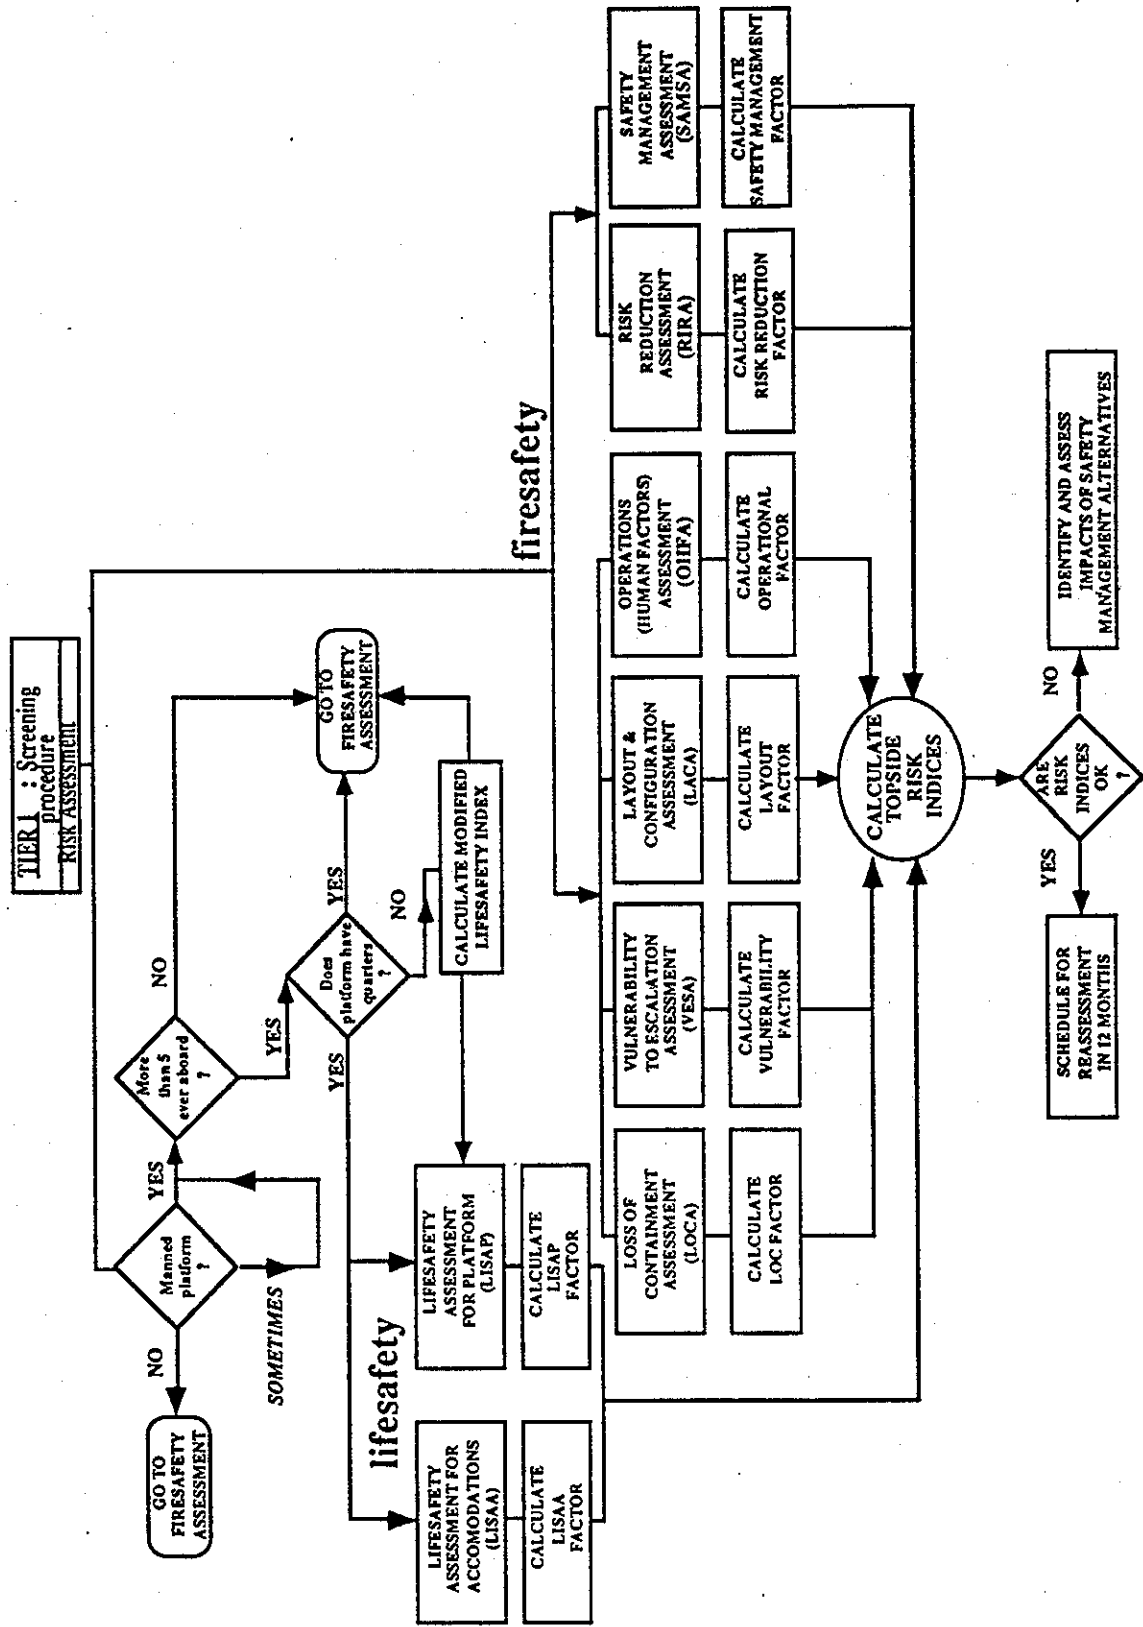 TIER 1 : Screening
procedure
Risk Assessment
GO TO
FIRESAFETY
ASSESSMENT
NO
Manned
platform
?
YES
SOMETIMES
More
than 5
ever aboard
?
NO
YES
Does
platform have
quarters
?
YES
YES
NO
GO TO
FIRESAFETY
ASSESSMENT
CALCULATE MODIFIED
LIFESAFETY INDEX
lifesafety
firesafety
LIFESAFETY
ASSESSMENT FOR
ACCOMODATIONS
(LISAA)
CALCULATE
LISAA
FACTOR
LIFESAFETY
ASSESSMENT
FOR PLATFORM
(LISAP)
CALCULATE
LISAP
FACTOR
LOSS OF
CONTAINMENT
ASSESSMENT
(LOCA)
CALCULATE
LOC FACTOR
VULNERABILITY
TO ESCALATION
ASSESSMENT
(VESA)
CALCULATE
VULNERABILITY
FACTOR
LAYOUT &
CONFIGURATION
ASSESSMENT
(LACA)
CALCULATE
LAYOUT
FACTOR
OPERATIONS
(HUMAN FACTORS)
ASSESSMENT
(OHFA)
CALCULATE
OPERATIONAL
FACTOR
RISK
REDUCTION
ASSESSMENT
(RIRA)
CALCULATE
RISK REDUCTION
FACTOR
SAFETY
MANAGEMENT
ASSESSMENT
(SAMSA)
CALCULATE
SAFETY MANAGEMENT
FACTOR
CALCULATE
TOPSIDE
RISK
INDICES
ARE
RISK
INDICES
OK
?
YES
NO
SCHEDULE FOR
REASSESSMENT
IN 12 MONTHS
IDENTIFY AND ASSESS
IMPACTS OF SAFETY
MANAGEMENT ALTERNATIVES